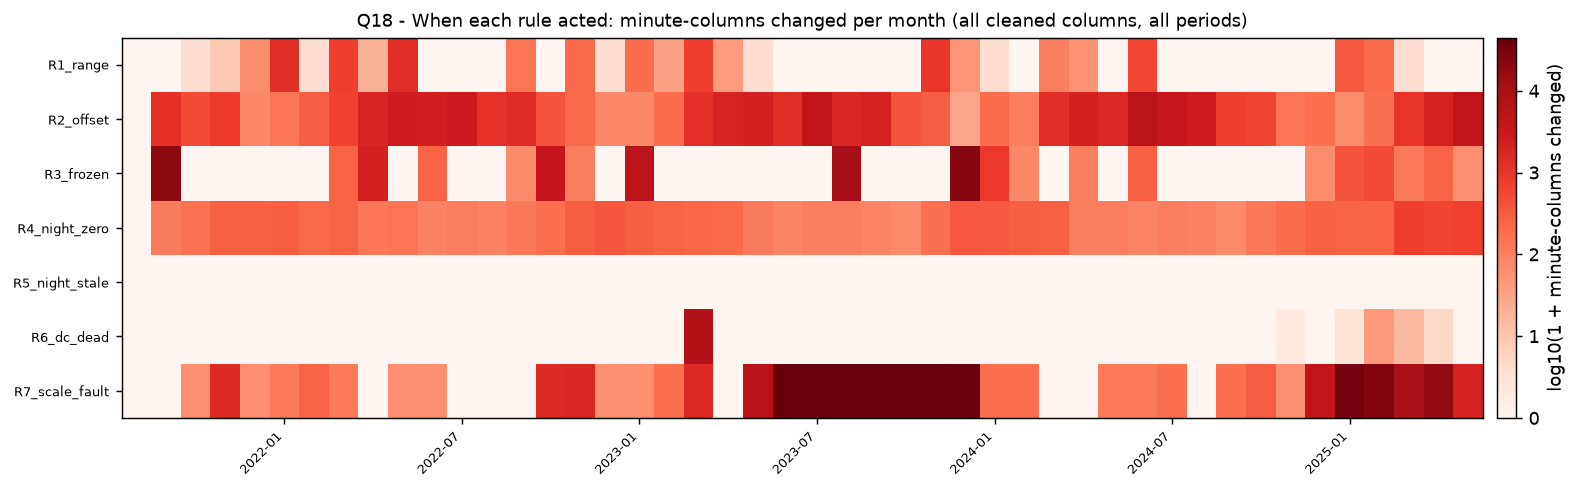 Q18 - When each rule acted: minute-columns changed per month (all cleaned columns, all periods)
R1_range
R2_offset
R3_frozen
R4_night_zero
R5_night_stale
R6_dc_dead
R7_scale_fault
2022-01
2022-07
2023-01
2023-07
2024-01
2024-07
2025-01
4
3
2
1
0
log10(1 + minute-columns changed)